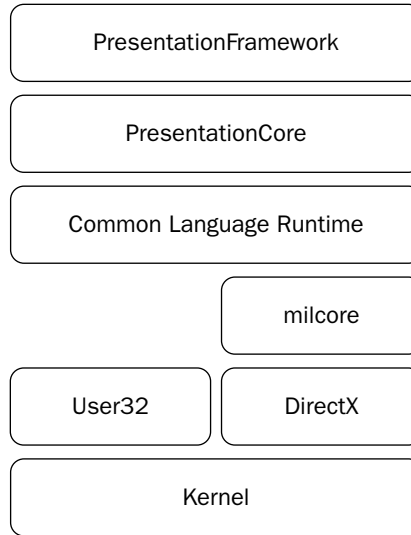 PresentationFramework
PresentationCore
Common Language Runtime
milcore
User32
DirectX
Kernel